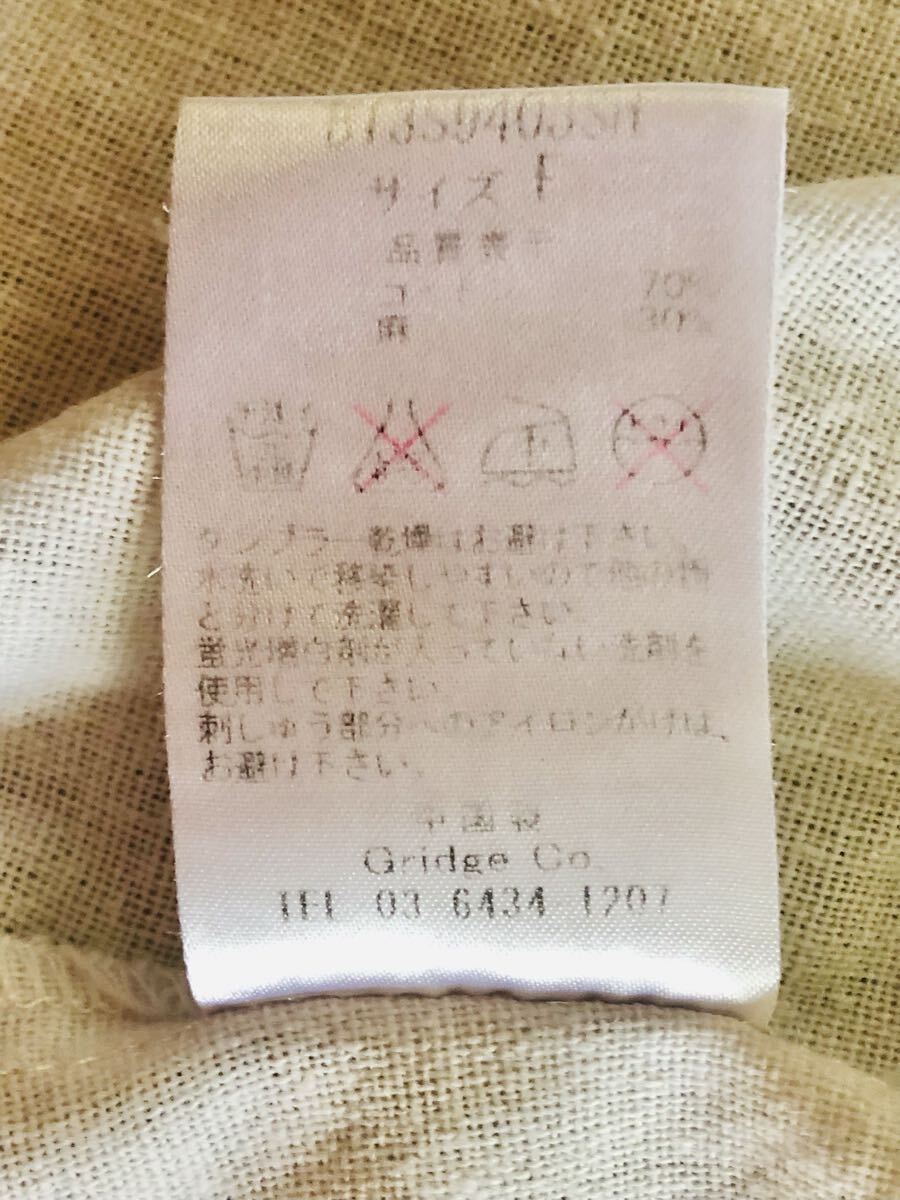 サイズ F
品質表示
コットン 70%
麻 30%
タンブラー乾燥はお避け下さい。
水洗いで移染しやすいので他の物
と分けて洗濯して下さい。
蛍光増白剤が入っていない洗剤を
使用して下さい。
刺しゅう部分へのアイロンがけは、
お避け下さい。
中国製
Gridge Co
TEL 03 6434 1207